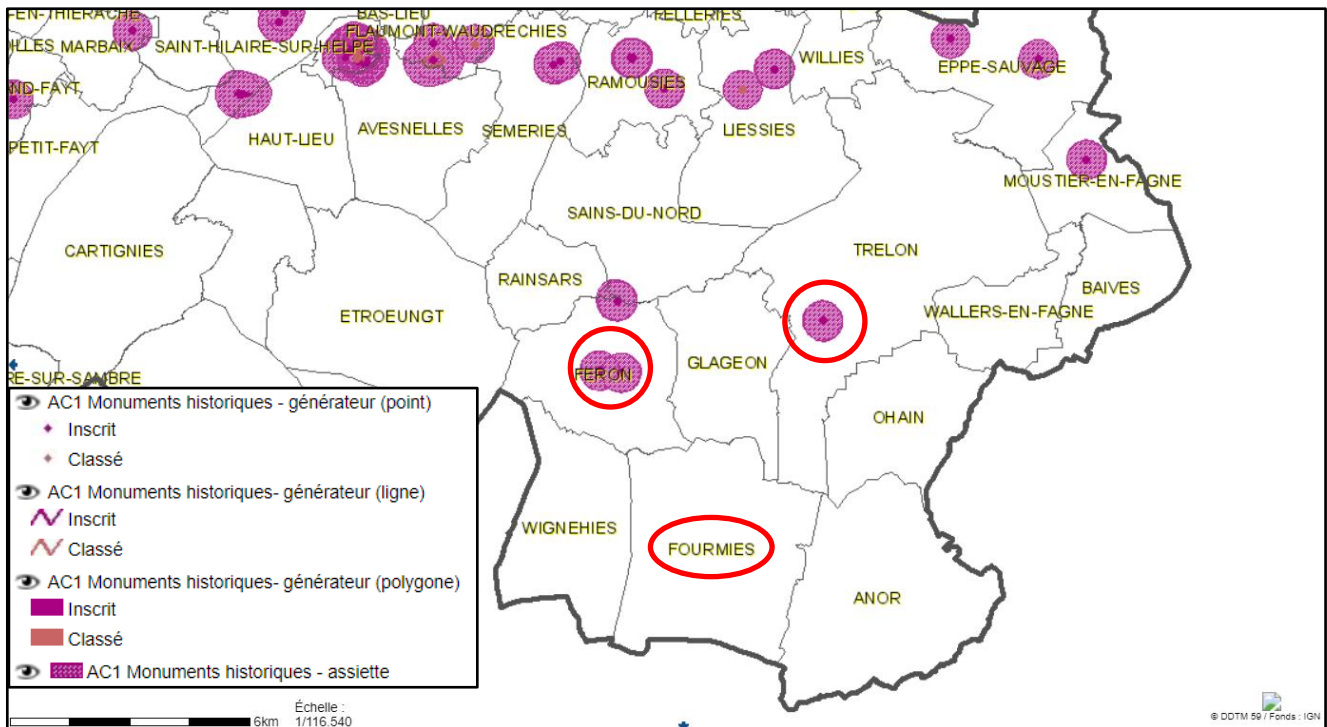 FEN-THIERACHE
BAS-LIEU
PELLERIES
FLAUMONT-WAUDRECHIES
ILLES MARBAIX
SAINT-HILAIRE-SUR-HELPE
WILLIES
EPPE-SAUVAGE
ND-FAYT
RAMOUSIES
PETIT-FAYT
HAUT-LIEU
AVESNELLES
SEMERIES
LIESSIES
MOUSTIER-EN-FAGNE
SAINS-DU-NORD
CARTIGNIES
TRELON
RAINSARS
BAIVES
ETROEUNGT
WALLERS-EN-FAGNE
GLAGEON
RE-SUR-SAMBRE
FERON
OHAIN
WIGNEHIES
FOURMIES
ANOR
AC1 Monuments historiques - générateur (point)
Inscrit
Classé
AC1 Monuments historiques- générateur (ligne)
Inscrit
Classé
AC1 Monuments historiques- générateur (polygone)
Inscrit
Classé
AC1 Monuments historiques - assiette
6km
Échelle :
1/116.540
© DDTM 59 / Fonds : IGN